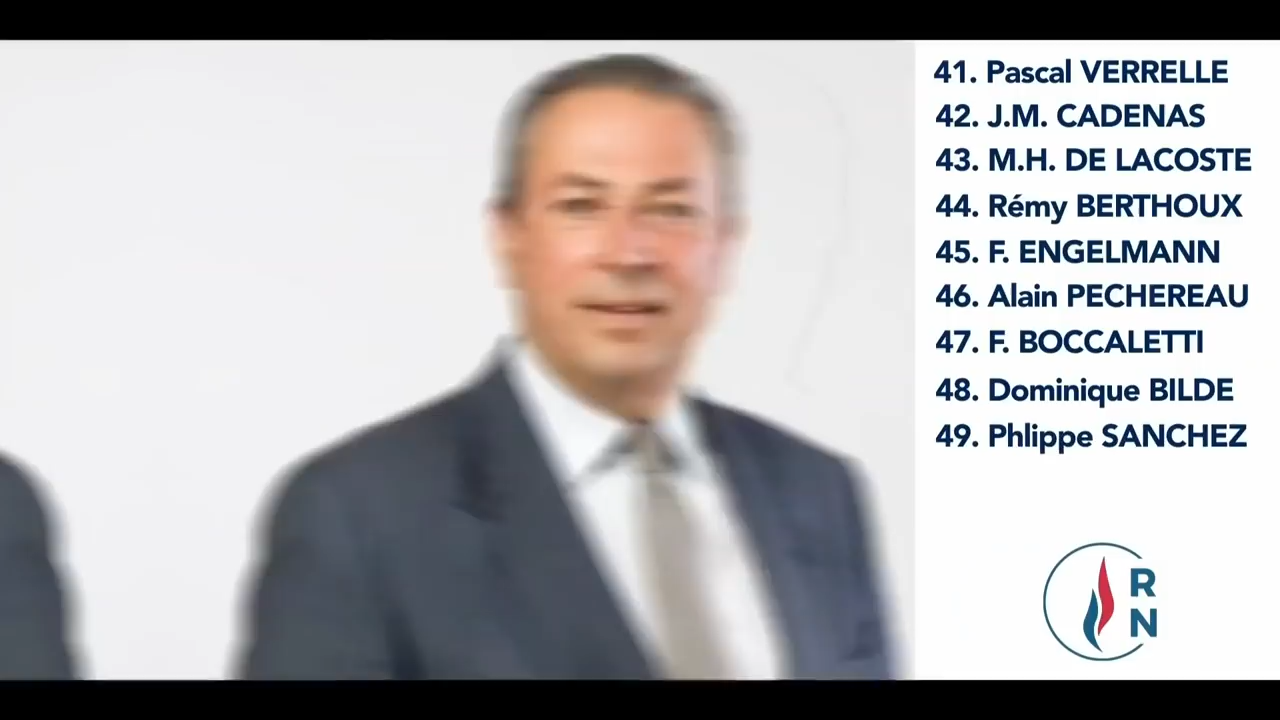 41. Pascal VERRELLE
42. J.M. CADENAS
43. M.H. DE LACOSTE
44. Rémy BERTHOUX
45. F. ENGELMANN
46. Alain PECHEREAU
47. F. BOCCALETTI
48. Dominique BILDE
49. Phlippe SANCHEZ
R
N